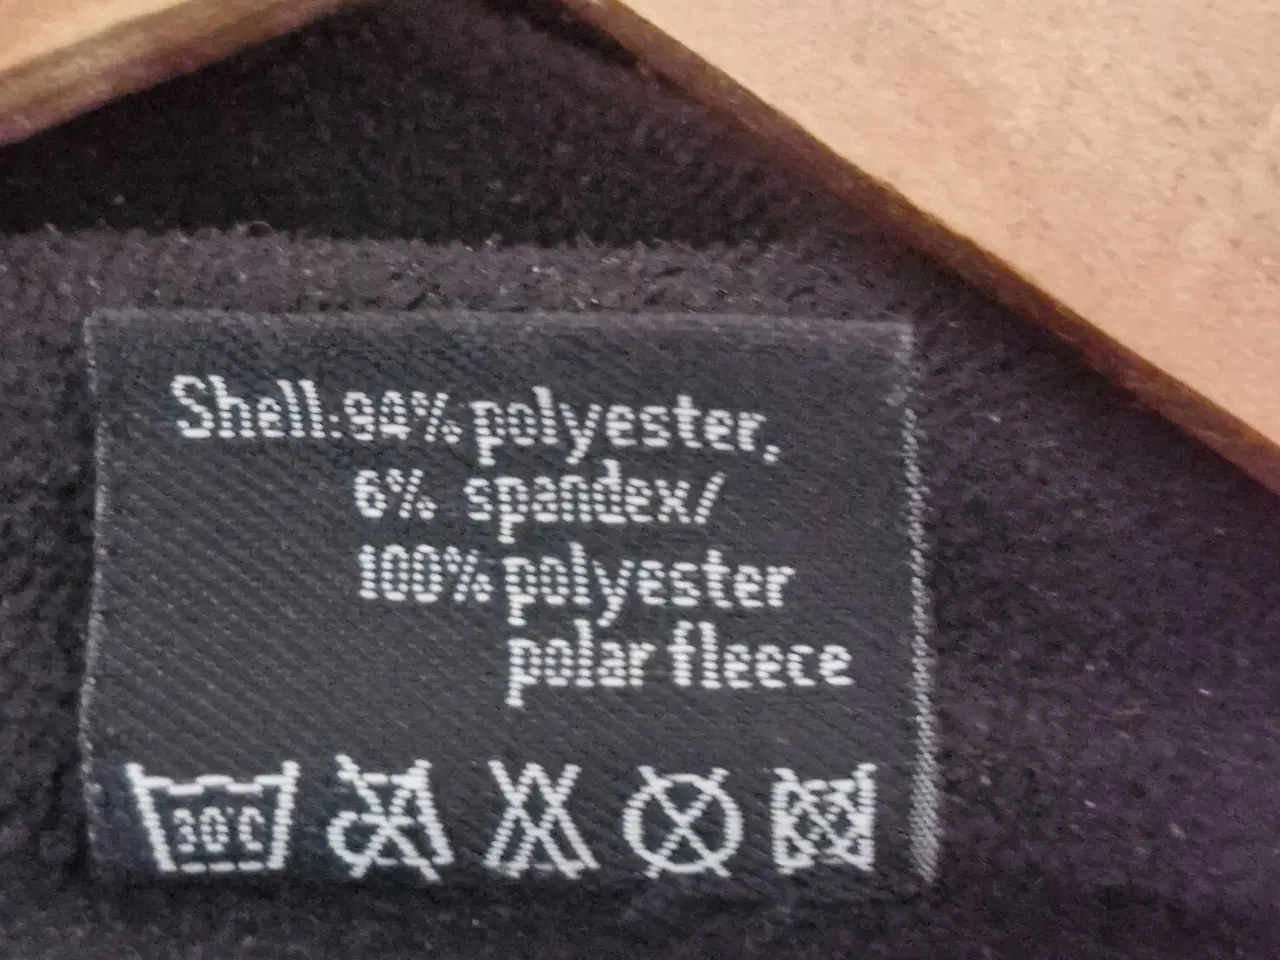 Shell:94% polyester,
6% spandex/
100% polyester
polar fleece
30°C